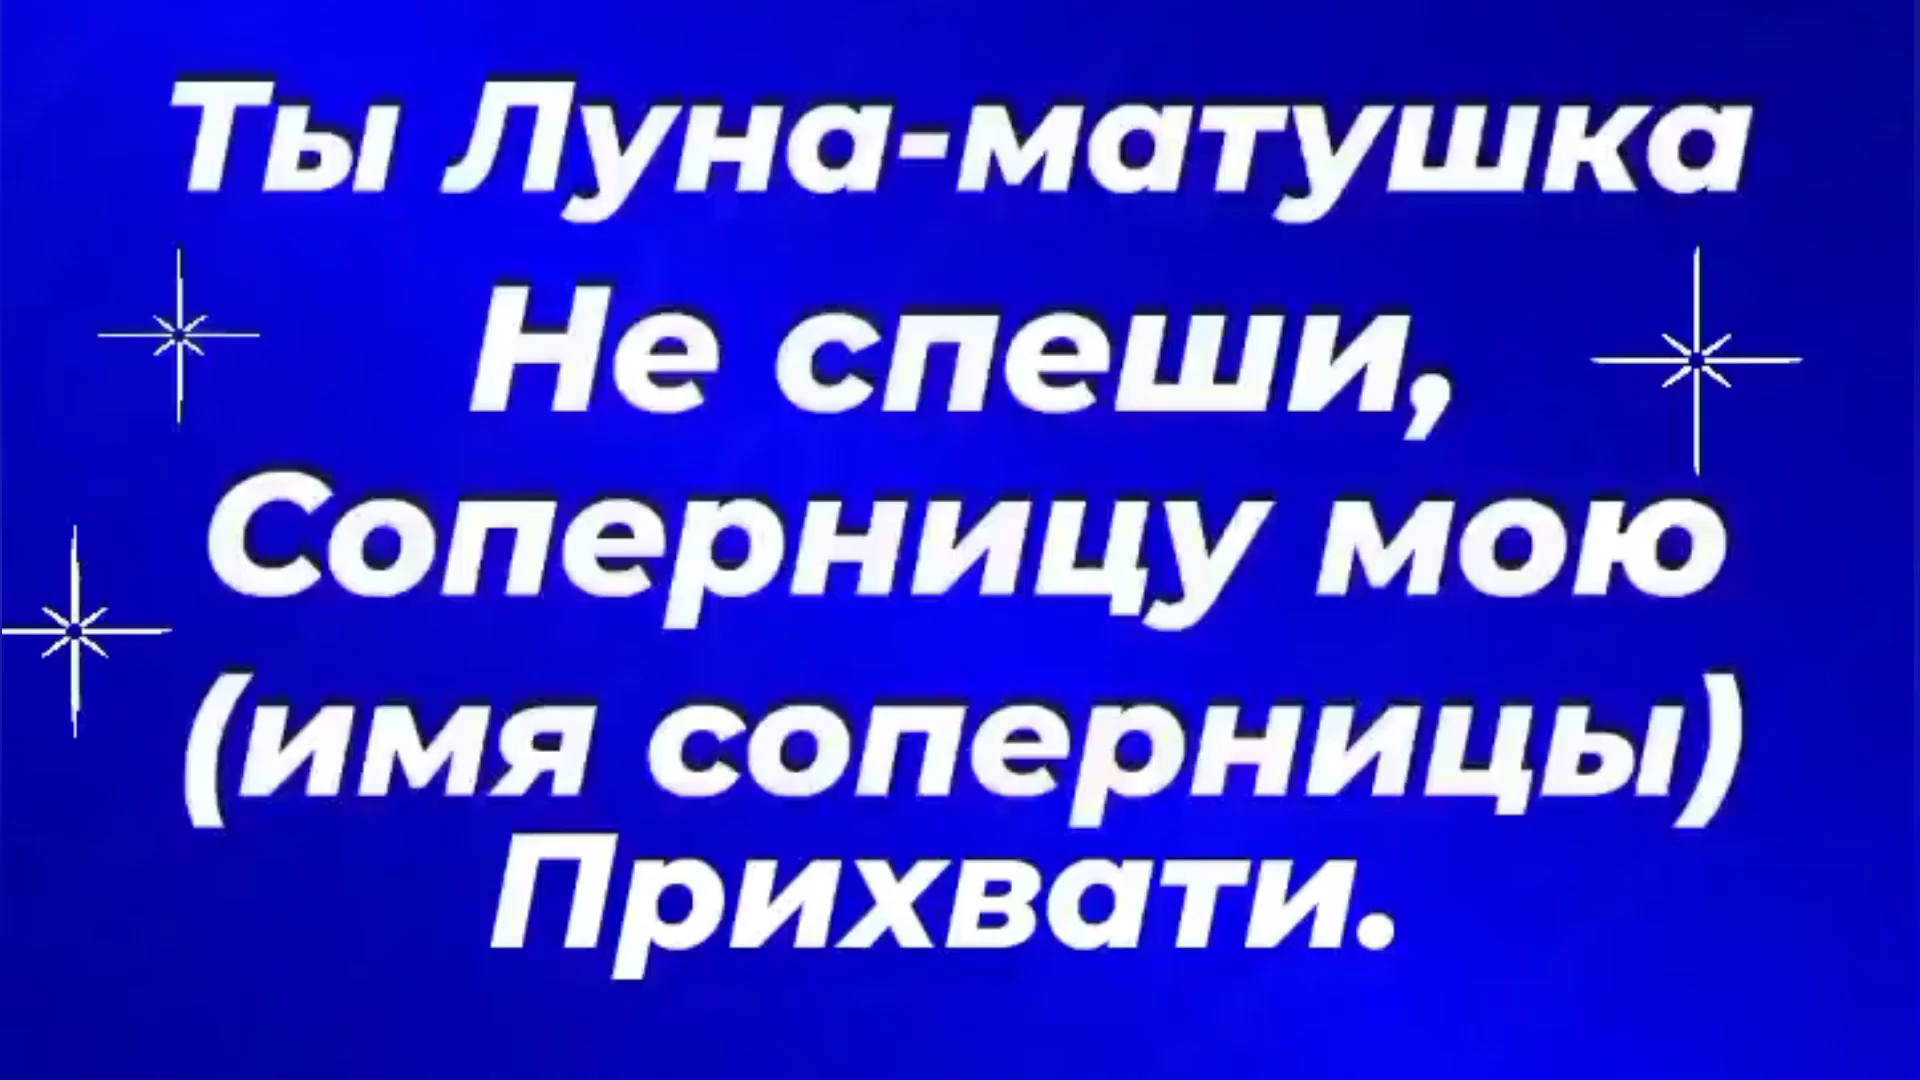 Ты Луна-матушка
Не спеши,
Соперницу мою
(имя соперницы)
Прихвати.